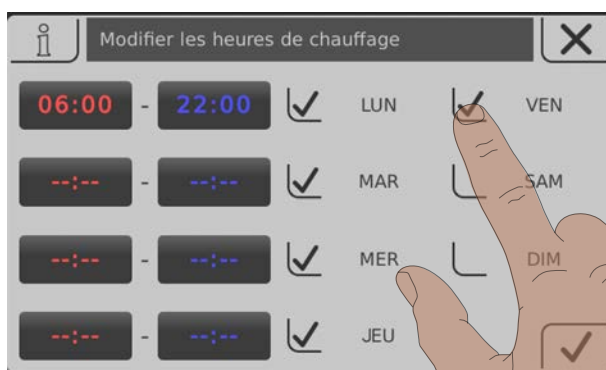 Modifier les heures de chauffage
06:00 - 22:00 LUN VEN
--:-- - --:-- MAR SAM
--:-- - --:-- MER DIM
--:-- - --:-- JEU